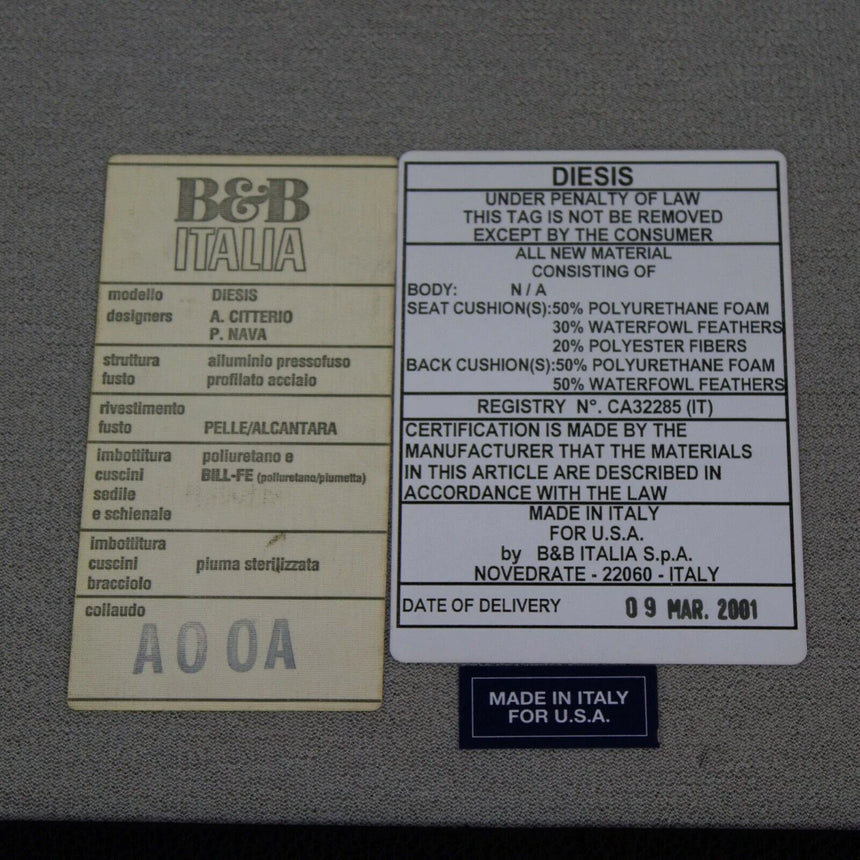 B&B
ITALIA
modello DIESIS
designers A. CITTERIO
P. NAVA
struttura alluminio pressofuso
fusto profilato acciaio
rivestimento
fusto PELLE/ALCANTARA
imbottitura poliuretano e
cuscini BILL-FE (poliuretano/piumetta)
sedile
e schienale
imbottitura
cuscini piuma sterilizzata
bracciolo
collaudo
A00A
DIESIS
UNDER PENALTY OF LAW
THIS TAG IS NOT BE REMOVED
EXCEPT BY THE CONSUMER
ALL NEW MATERIAL
CONSISTING OF
BODY: N/A
SEAT CUSHION(S):50% POLYURETHANE FOAM
30% WATERFOWL FEATHERS
20% POLYESTER FIBERS
BACK CUSHION(S):50% POLYURETHANE FOAM
50% WATERFOWL FEATHERS
REGISTRY N°. CA32285 (IT)
CERTIFICATION IS MADE BY THE
MANUFACTURER THAT THE MATERIALS
IN THIS ARTICLE ARE DESCRIBED IN
ACCORDANCE WITH THE LAW
MADE IN ITALY
FOR U.S.A.
by B&B ITALIA S.p.A.
NOVEDRATE - 22060 - ITALY
DATE OF DELIVERY 09 MAR. 2001
MADE IN ITALY
FOR U.S.A.